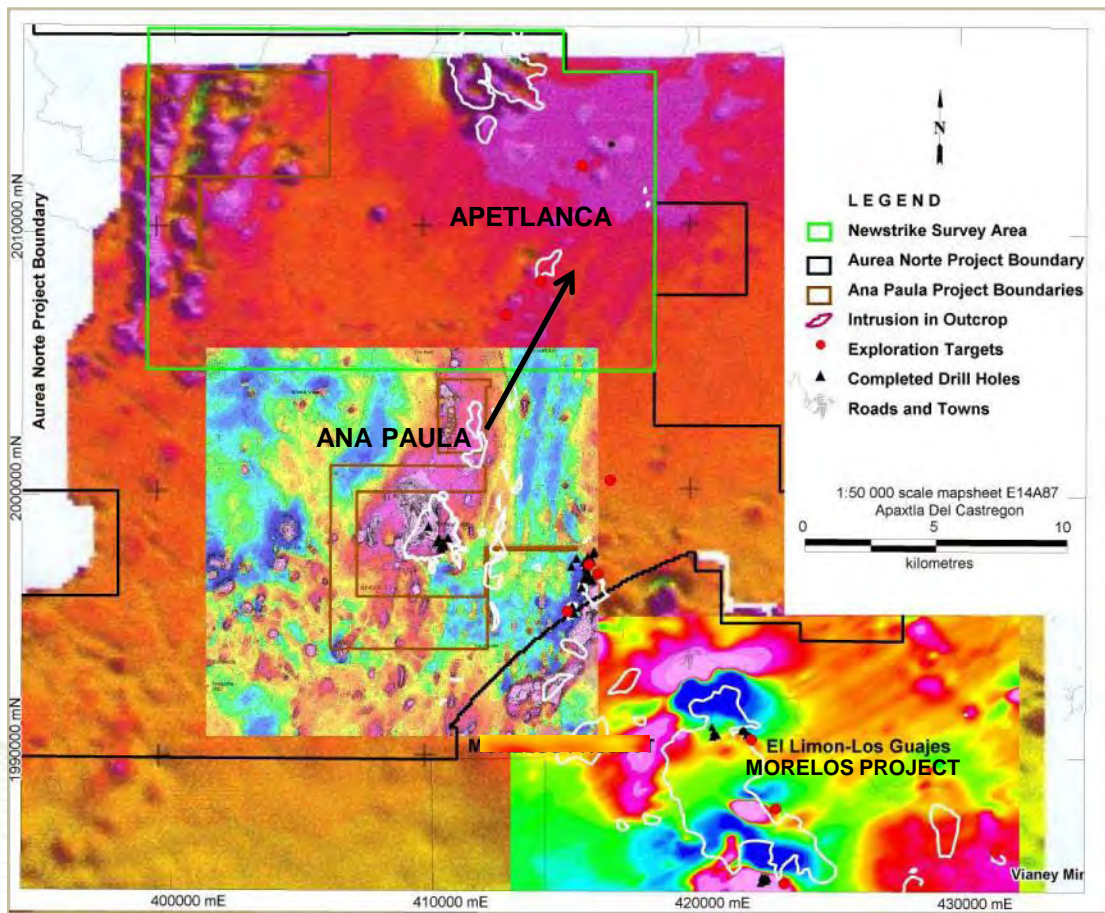 N
LEGEND
Newstrike Survey Area
Aurea Norte Project Boundary
Ana Paula Project Boundaries
Intrusion in Outcrop
Exploration Targets
Completed Drill Holes
Roads and Towns
1:50 000 scale mapsheet E14A87
Apaxtla Del Castregon
0 5 10
kilometres
Aurea Norte Project Boundary
2010000 mN
2000000 mN
1990000 mN
APETLANCA
ANA PAULA
El Limon-Los Guajes
MORELOS PROJECT
Vianey Mir
400000 mE
410000 mE
420000 mE
430000 mE